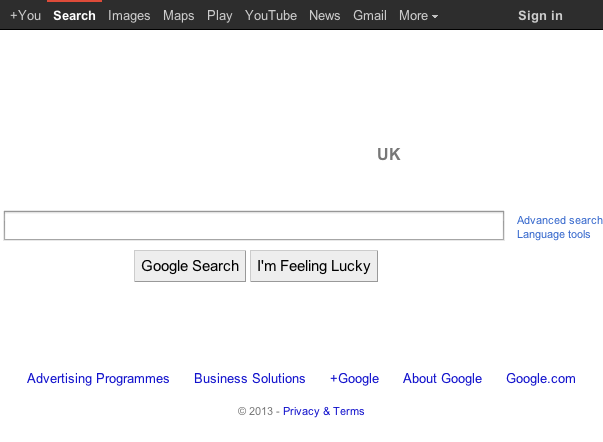 +You Search Images Maps Play YouTube News Gmail More Sign in
UK
Advanced search
Language tools
Google Search I'm Feeling Lucky
Advertising Programmes Business Solutions +Google About Google Google.com
© 2013 - Privacy & Terms